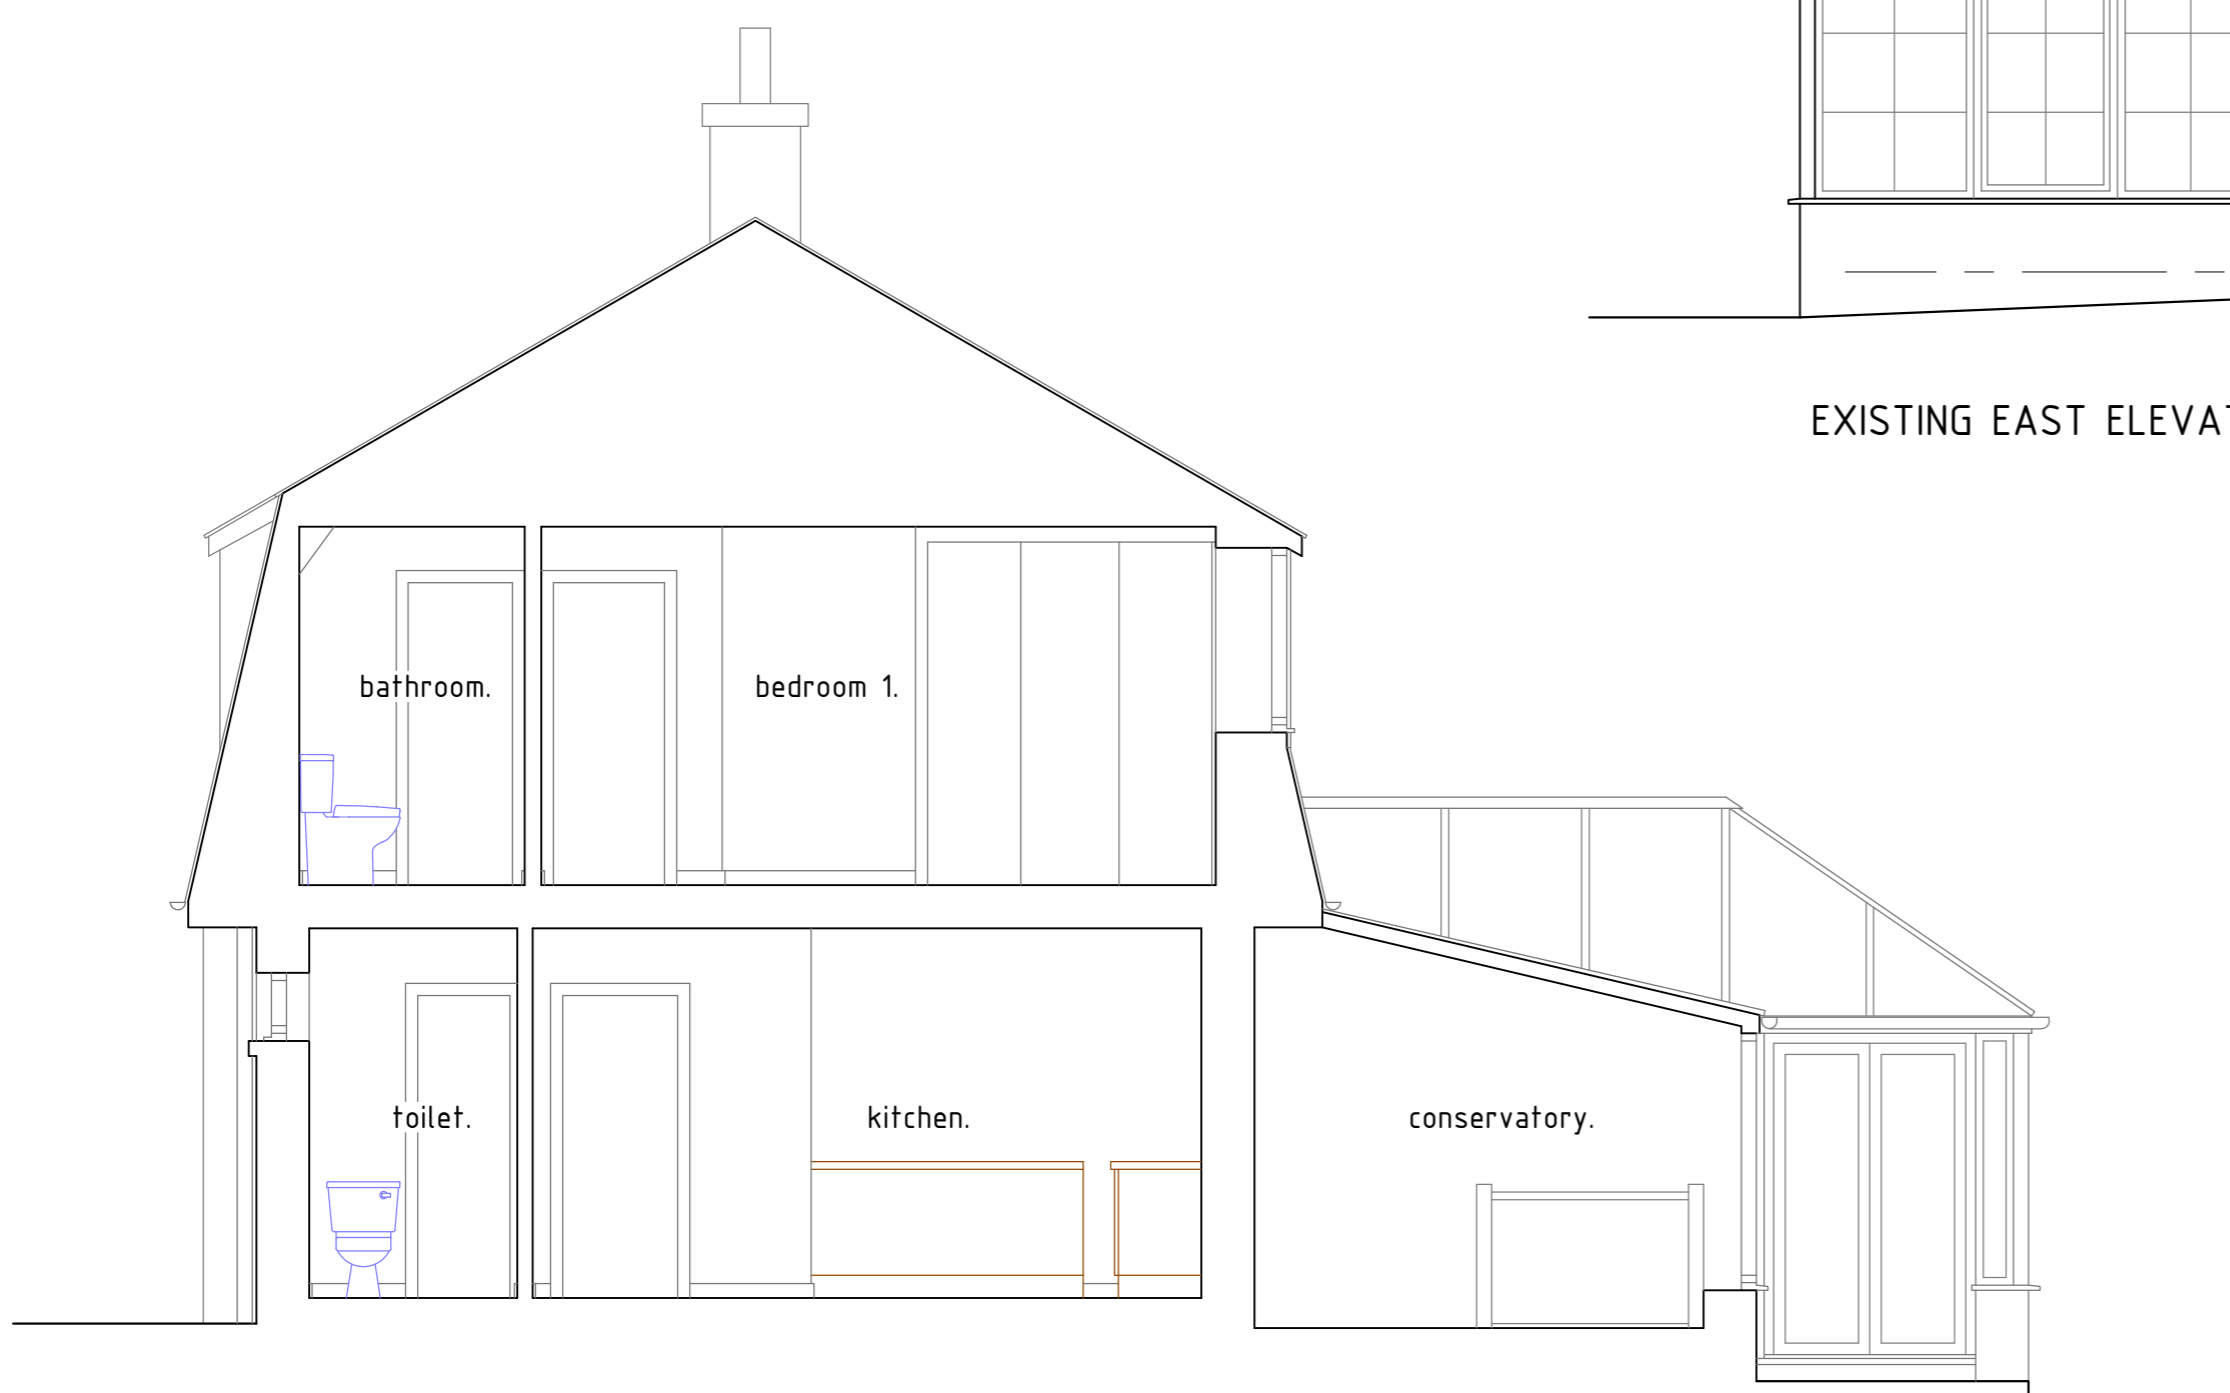 EXISTING EAST ELEVAT
bathroom.
bedroom 1.
toilet.
kitchen.
conservatory.